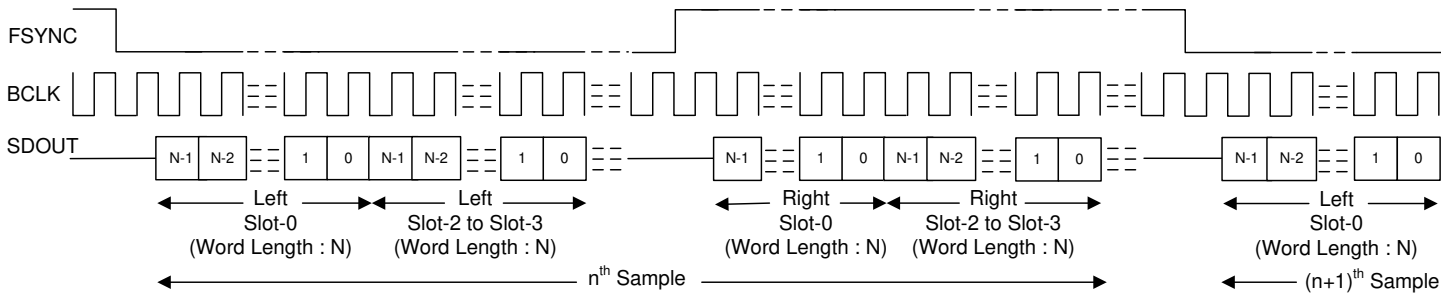 FSYNC
BCLK
SDOUT
N-1 N-2 1 0 N-1 N-2 1 0 N-1 1 0 N-1 N-2 1 0 N-1 N-2 1 0
Left Left Right Right Left
Slot-0 Slot-2 to Slot-3 Slot-0 Slot-2 to Slot-3 Slot-0
(Word Length : N) (Word Length : N) (Word Length : N) (Word Length : N) (Word Length : N)
nth Sample (n+1)th Sample